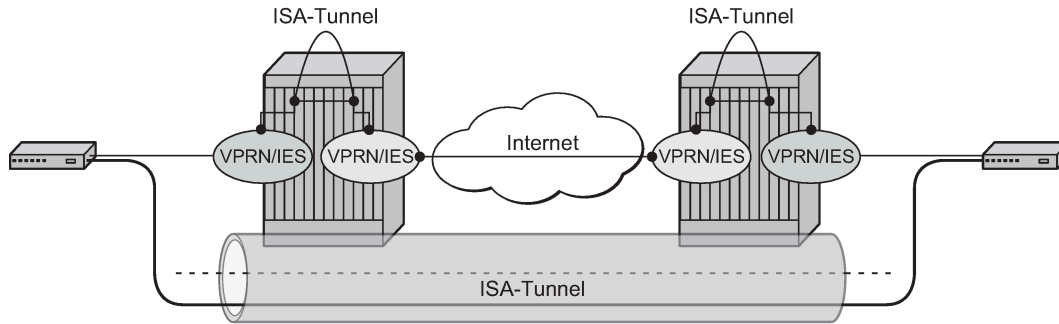 ISA-Tunnel
ISA-Tunnel
VPRN/IES
VPRN/IES
Internet
VPRN/IES
VPRN/IES
ISA-Tunnel